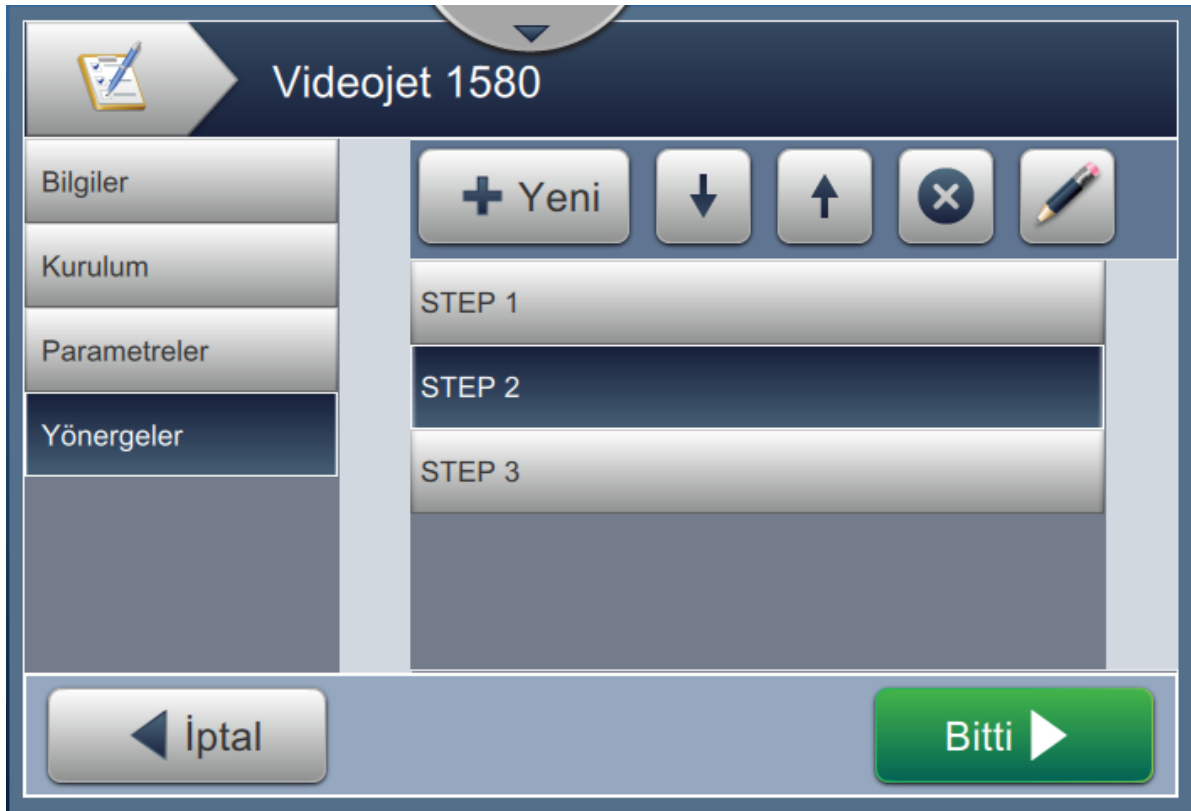 Videojet 1580
Bilgiler
Kurulum
Parametreler
Yönergeler
Yeni
STEP 1
STEP 2
STEP 3
İptal
Bitti